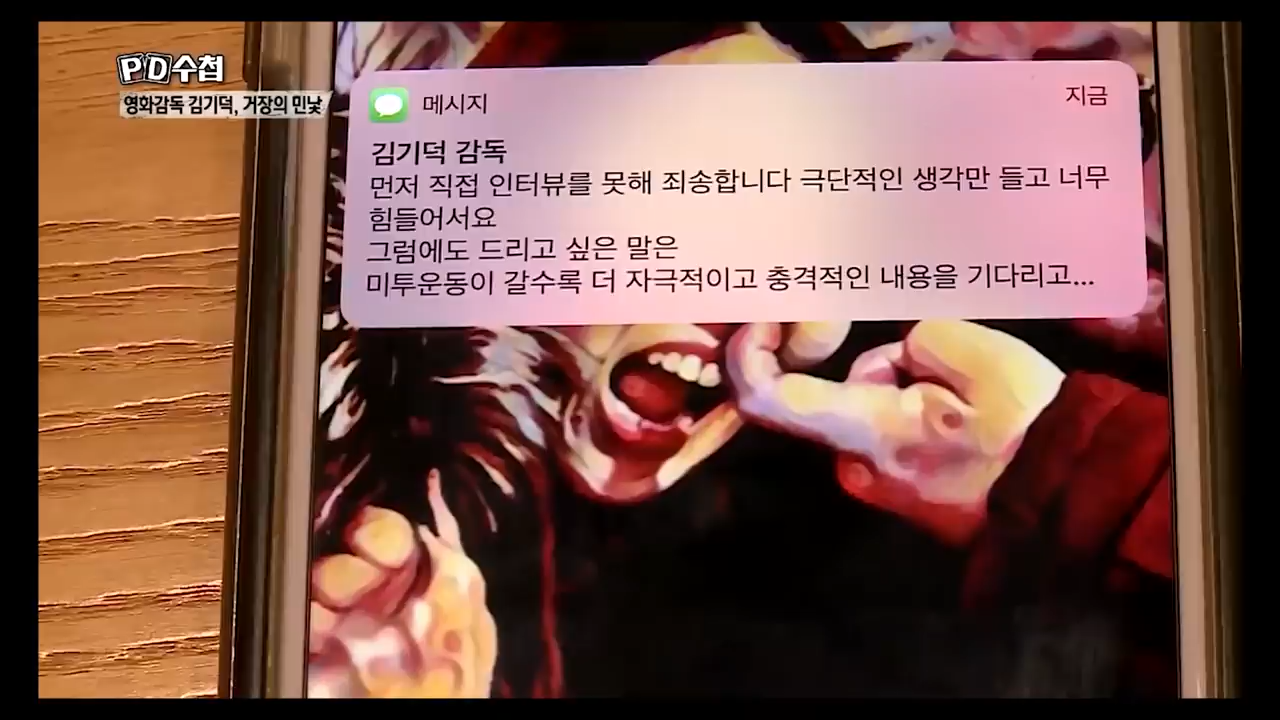 PD수첩
영화감독 김기덕, 거장의 민낯
메시지
지금
김기덕 감독
먼저 직접 인터뷰를 못해 죄송합니다 극단적인 생각만 들고 너무
힘들어서요
그럼에도 드리고 싶은 말은
미투운동이 갈수록 더 자극적이고 충격적인 내용을 기다리고...